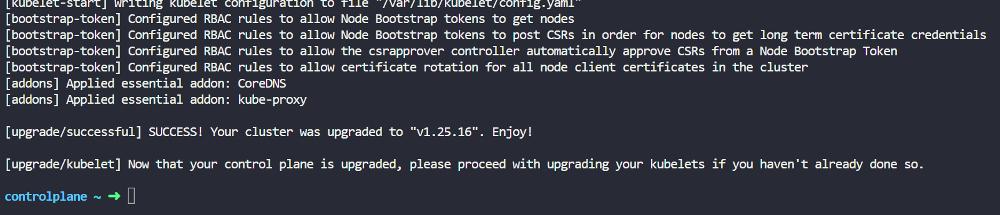 [kubelet-start] Writing kubelet configuration to file "/var/lib/kubelet/config.yaml"
[bootstrap-token] Configured RBAC rules to allow Node Bootstrap tokens to get nodes
[bootstrap-token] Configured RBAC rules to allow Node Bootstrap tokens to post CSRs in order for nodes to get long term certificate credentials
[bootstrap-token] Configured RBAC rules to allow the csrapprover controller automatically approve CSRs from a Node Bootstrap Token
[bootstrap-token] Configured RBAC rules to allow certificate rotation for all node client certificates in the cluster
[addons] Applied essential addon: CoreDNS
[addons] Applied essential addon: kube-proxy
[upgrade/successful] SUCCESS! Your cluster was upgraded to "v1.25.16". Enjoy!
[upgrade/kubelet] Now that your control plane is upgraded, please proceed with upgrading your kubelets if you haven't already done so.
controlplane ~ ➜